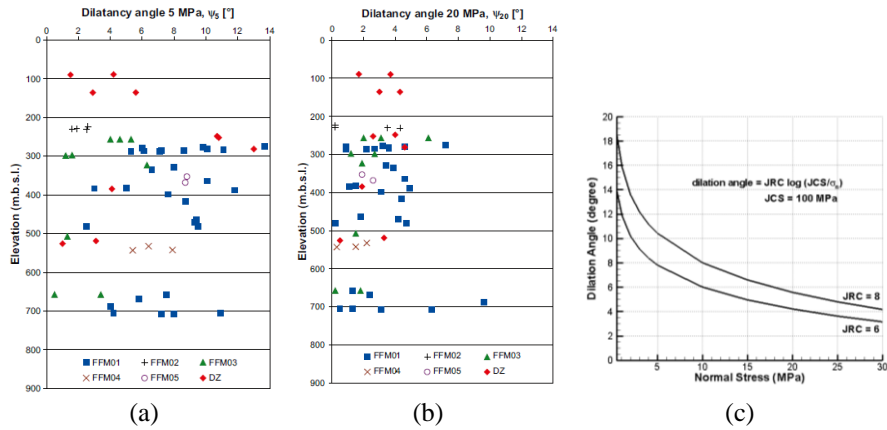 Dilatancy angle 5 MPa, ψ5 [°]
0 2 4 6 8 10 12 14
0
100
200
300
400
500
600
700
800
900
Elevation (m.b.s.l.)
FFM01 FFM02 FFM03
FFM04 FFM05 DZ
(a)
Dilatancy angle 20 MPa, ψ20 [°]
0 2 4 6 8 10 12 14
0
100
200
300
400
500
600
700
800
900
Elevation (m.b.s.l.)
FFM01 FFM02 FFM03
FFM04 FFM05 DZ
(b)
20
18
16
14
12
10
8
6
4
2
0
Dilation Angle (degree)
dilation angle = JRC log (JCS/σn)
JCS = 100 MPa
JRC = 8
JRC = 6
5 10 15 20 25 30
Normal Stress (MPa)
(c)